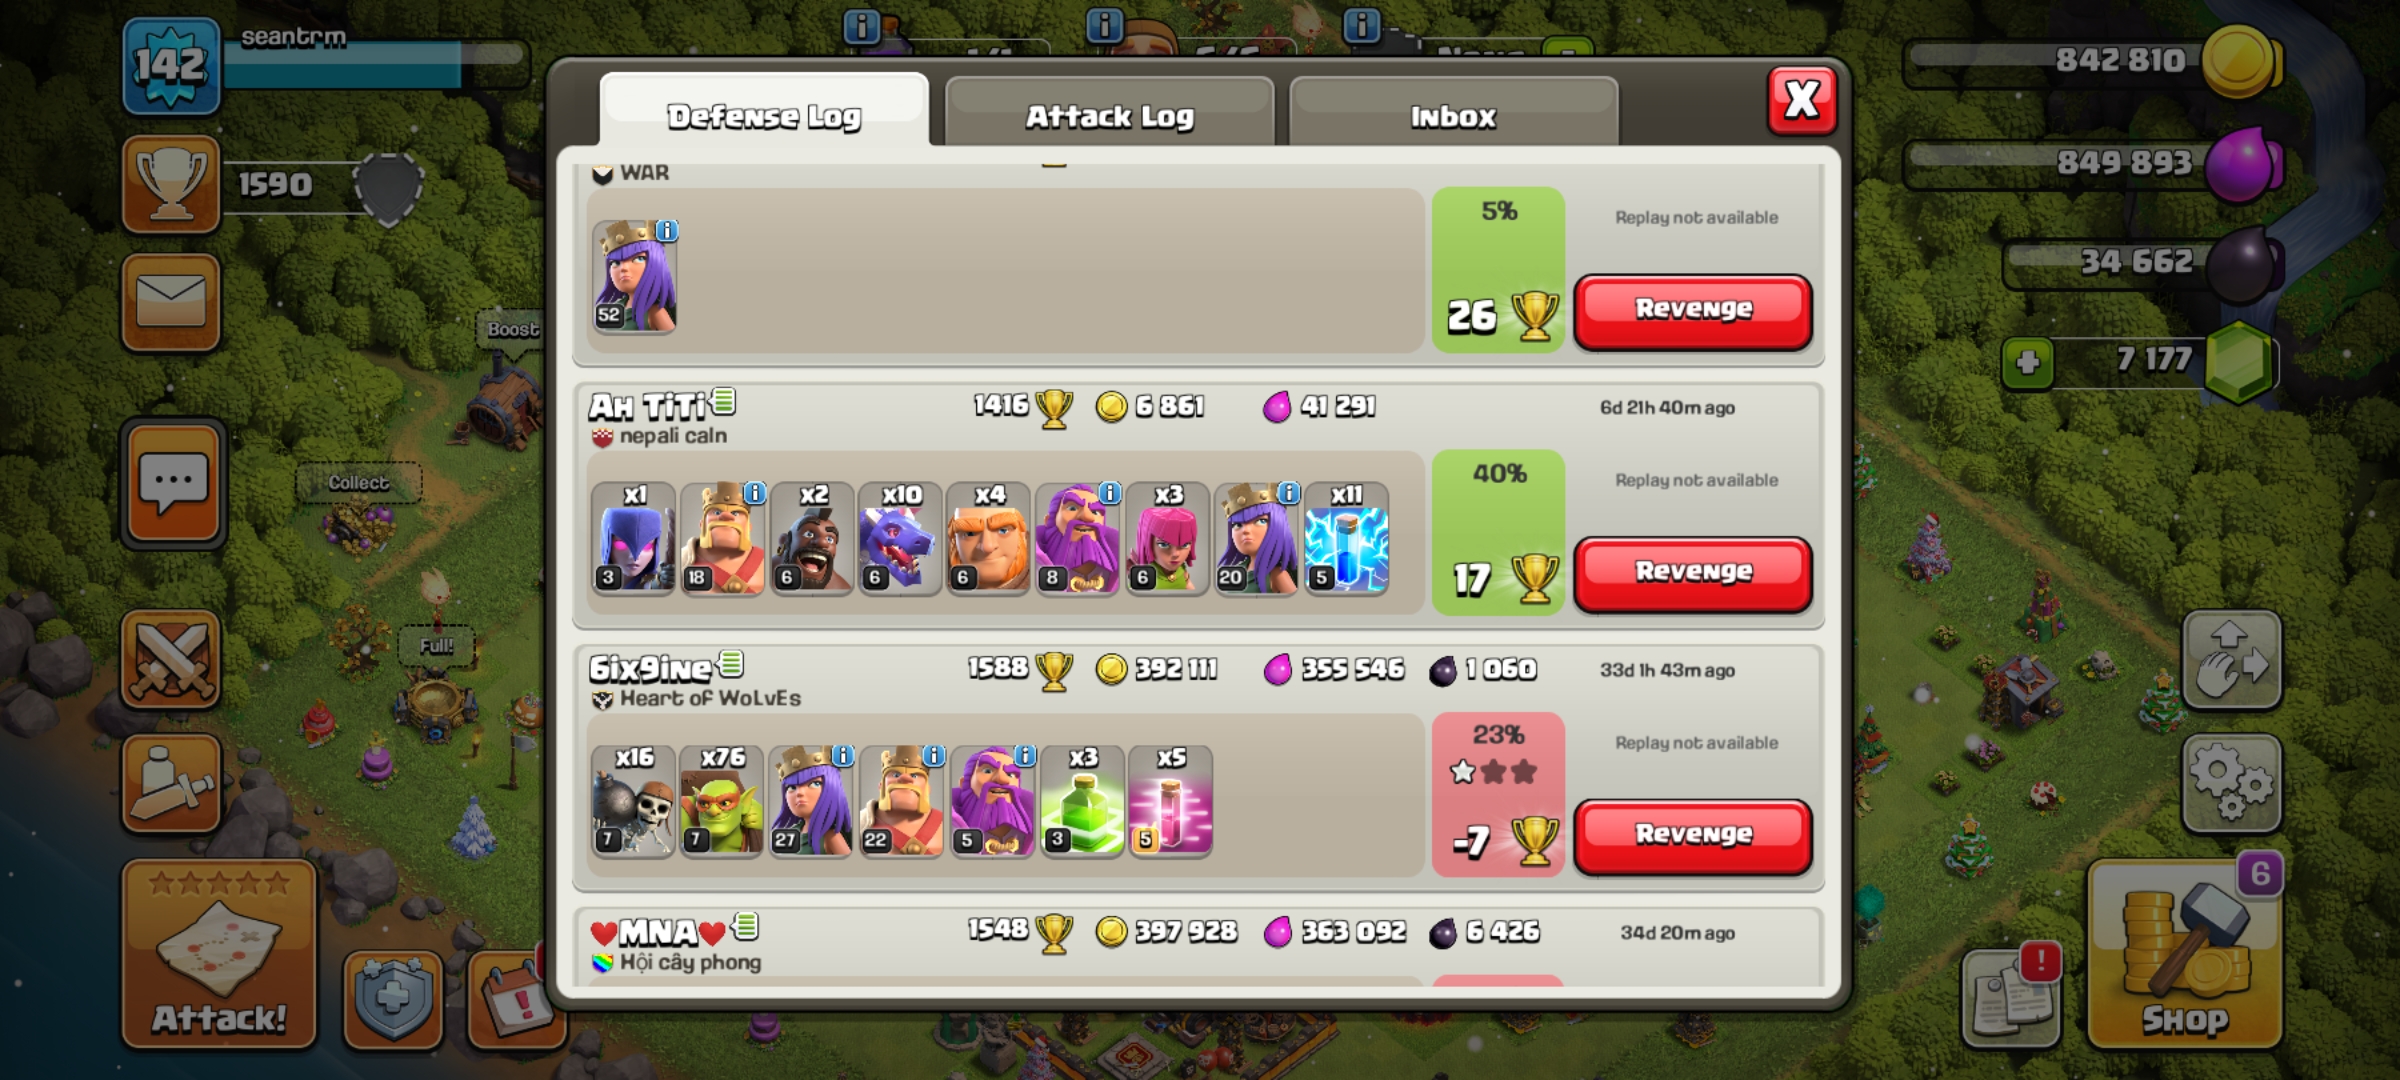 142
seantrm
842 810
Defense Log
Attack Log
Inbox
X
1590
849 893
34 662
7 177
Boost
Collect
Full!
Attack!
WAR
5%
Replay not available
52
26
Revenge
Ah TiTi
1416
6 861
41 291
6d 21h 40m ago
nepali caln
40%
Replay not available
x1
x2
x10
x4
x3
x11
3
18
6
6
6
8
6
20
5
17
Revenge
6ix9ine
1588
392 111
355 546
1 060
33d 1h 43m ago
Heart of WoLvEs
23%
Replay not available
x16
x76
x3
x5
7
7
27
22
5
3
5
-7
Revenge
❤️MNA❤️
1548
397 928
363 092
6 426
34d 20m ago
Hội cây phong
6
!
Shop